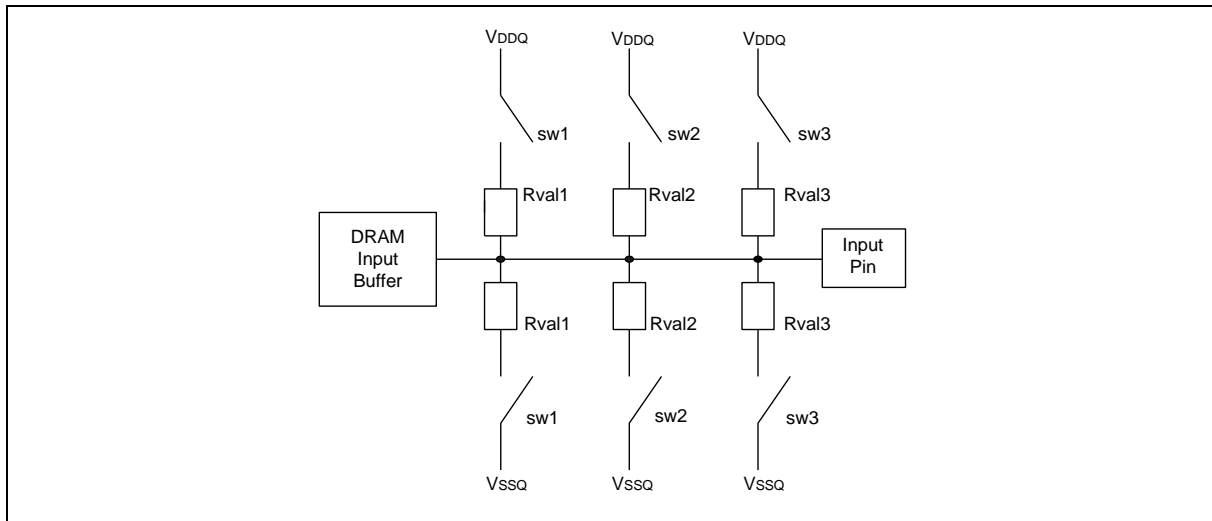 VDDQ VDDQ VDDQ
sw1 sw2 sw3
Rval1 Rval2 Rval3
DRAM
Input
Buffer
Input
Pin
Rval1 Rval2 Rval3
sw1 sw2 sw3
VSSQ VSSQ VSSQ